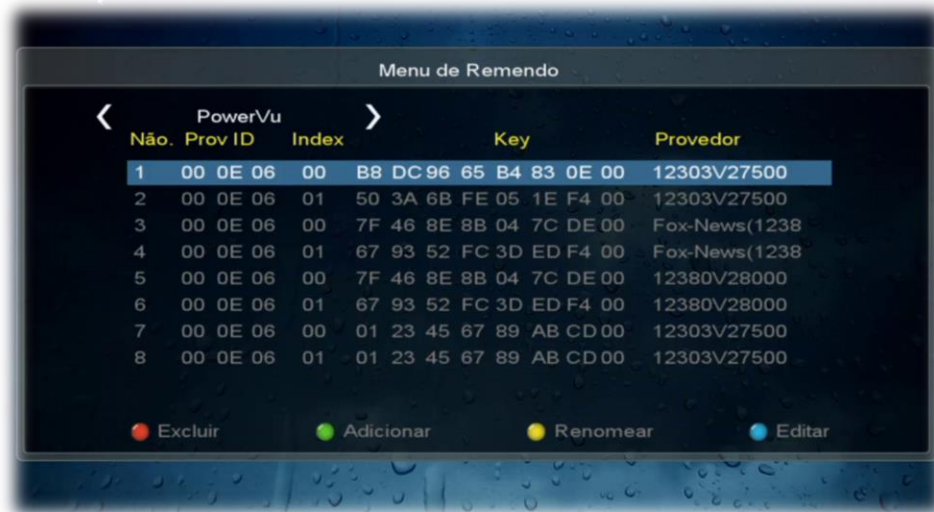 Menu de Remendo
PowerVu
Não. Prov ID Index Key Provedor
1 00 0E 06 00 B8 DC 96 65 B4 83 0E 00 12303V27500
2 00 0E 06 01 50 3A 6B FE 05 1E F4 00 12303V27500
3 00 0E 06 00 7F 46 8E 8B 04 7C DE 00 Fox-News(1238
4 00 0E 06 01 67 93 52 FC 3D ED F4 00 Fox-News(1238
5 00 0E 06 00 7F 46 8E 8B 04 7C DE 00 12380V28000
6 00 0E 06 01 67 93 52 FC 3D ED F4 00 12380V28000
7 00 0E 06 00 01 23 45 67 89 AB CD 00 12303V27500
8 00 0E 06 01 01 23 45 67 89 AB CD 00 12303V27500
Excluir Adicionar Renomear Editar